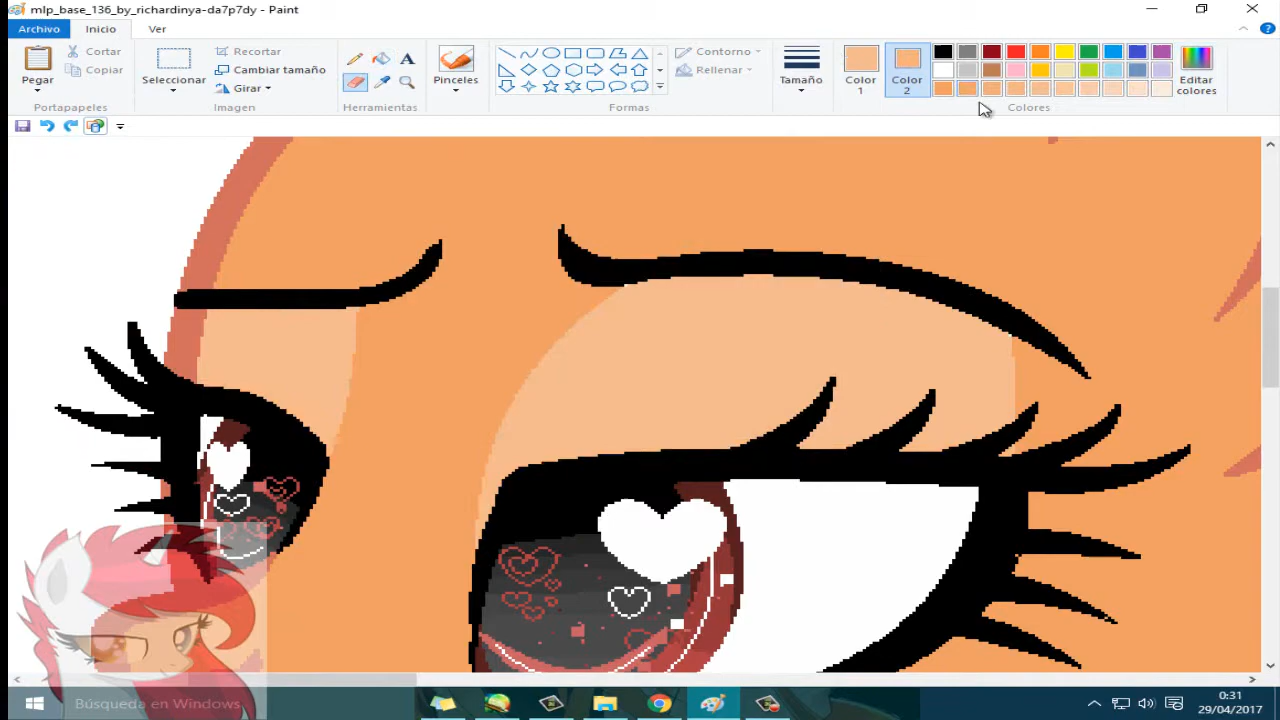 mlp_base_136_by_richardinya-da7p7dy - Paint
Archivo Inicio Ver
Pegar
Cortar
Copiar
Portapapeles
Seleccionar
Recortar
Cambiar tamaño
Girar
Imagen
A
Herramientas
Pinceles
Formas
Contorno
Rellenar
Tamaño
Color 1
Color 2
Colores
Editar colores
Búsqueda en Windows
0:31
29/04/2017